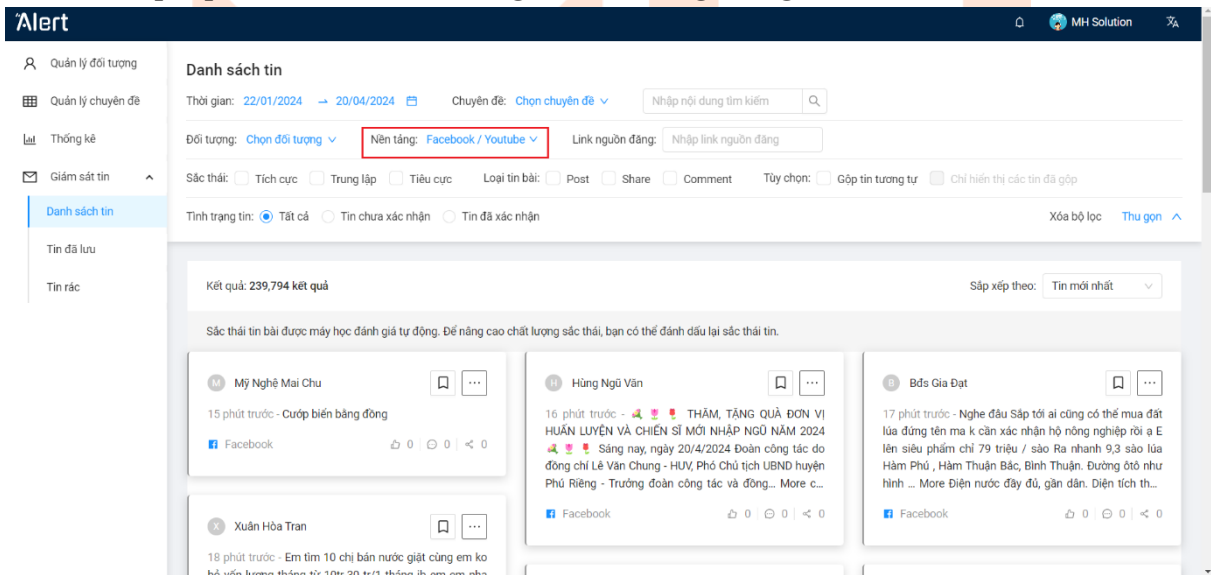 Alert
MH Solution
Quản lý đối tượng
Quản lý chuyên đề
Thống kê
Giám sát tin
Danh sách tin
Tin đã lưu
Tin rác
Danh sách tin
Thời gian: 22/01/2024 → 20/04/2024 Chuyên đề: Chọn chuyên đề Nhập nội dung tìm kiếm
Đối tượng: Chọn đối tượng Nền tảng: Facebook / Youtube Link nguồn đăng: Nhập link nguồn đăng
Sắc thái: Tích cực Trung lập Tiêu cực Loại tin bài: Post Share Comment Tùy chọn: Gộp tin tương tự Chỉ hiển thị các tin đã gộp
Tình trạng tin: Tất cả Tin chưa xác nhận Tin đã xác nhận Xóa bộ lọc Thu gọn
Kết quả: 239,794 kết quả Sắp xếp theo: Tin mới nhất
Sắc thái tin bài được máy học đánh giá tự động. Để nâng cao chất lượng sắc thái, bạn có thể đánh dấu lại sắc thái tin.
M Mỹ Nghệ Mai Chu
15 phút trước - Cướp biển bằng đồng
Facebook 0 0 0
X Xuân Hòa Tran
18 phút trước - Em tìm 10 chị bán nước giặt cùng em ko
H Hùng Ngũ Văn
16 phút trước - 💐 🌷 🌷 THĂM, TẶNG QUÀ ĐƠN VỊ
HUẤN LUYỆN VÀ CHIẾN SĨ MỚI NHẬP NGŨ NĂM 2024
💐 🌷 🌷 Sáng nay, ngày 20/4/2024 Đoàn công tác do
đồng chí Lê Văn Chung - HUV, Phó Chủ tịch UBND huyện
Phú Riềng - Trưởng đoàn công tác và đồng... More c...
Facebook 0 0 0
B Bđs Gia Đạt
17 phút trước - Nghe đâu Sắp tới ai cũng có thể mua đất
lúa đứng tên ma k cần xác nhận hộ nông nghiệp rồi ạ E
lên siêu phẩm chỉ 79 triệu / sào Ra nhanh 9,3 sào lúa
Hàm Phú , Hàm Thuận Bắc, Bình Thuận. Đường ôtô như
hình ... More Điện nước đầy đủ, gần dân. Diện tích th...
Facebook 0 0 0